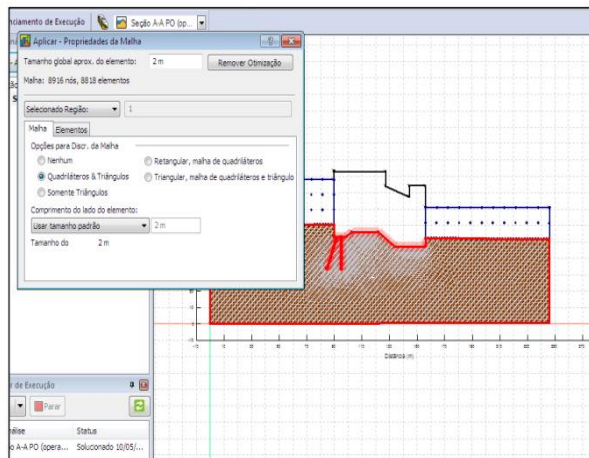 nciamento de Execução
Seção A-A PO (op...
Aplicar - Propriedades da Malha
Tamanho global aprox. do elemento:
2 m
Remover Otimização
Malha: 8916 nós, 8818 elementos
Selecionado Região:
1
Malha
Elementos
Opções para Discr. da Malha
Nenhum
Retangular, malha de quadriláteros
Quadriláteros & Triângulos
Triangular, malha de quadriláteros e triângulo
Somente Triângulos
Comprimento do lado do elemento:
Usar tamanho padrão
2 m
Tamanho do
2 m
Distância (m)
r de Execução
Parar
nálise
Status
o A-A PO (opera...
Solucionado 10/05/...